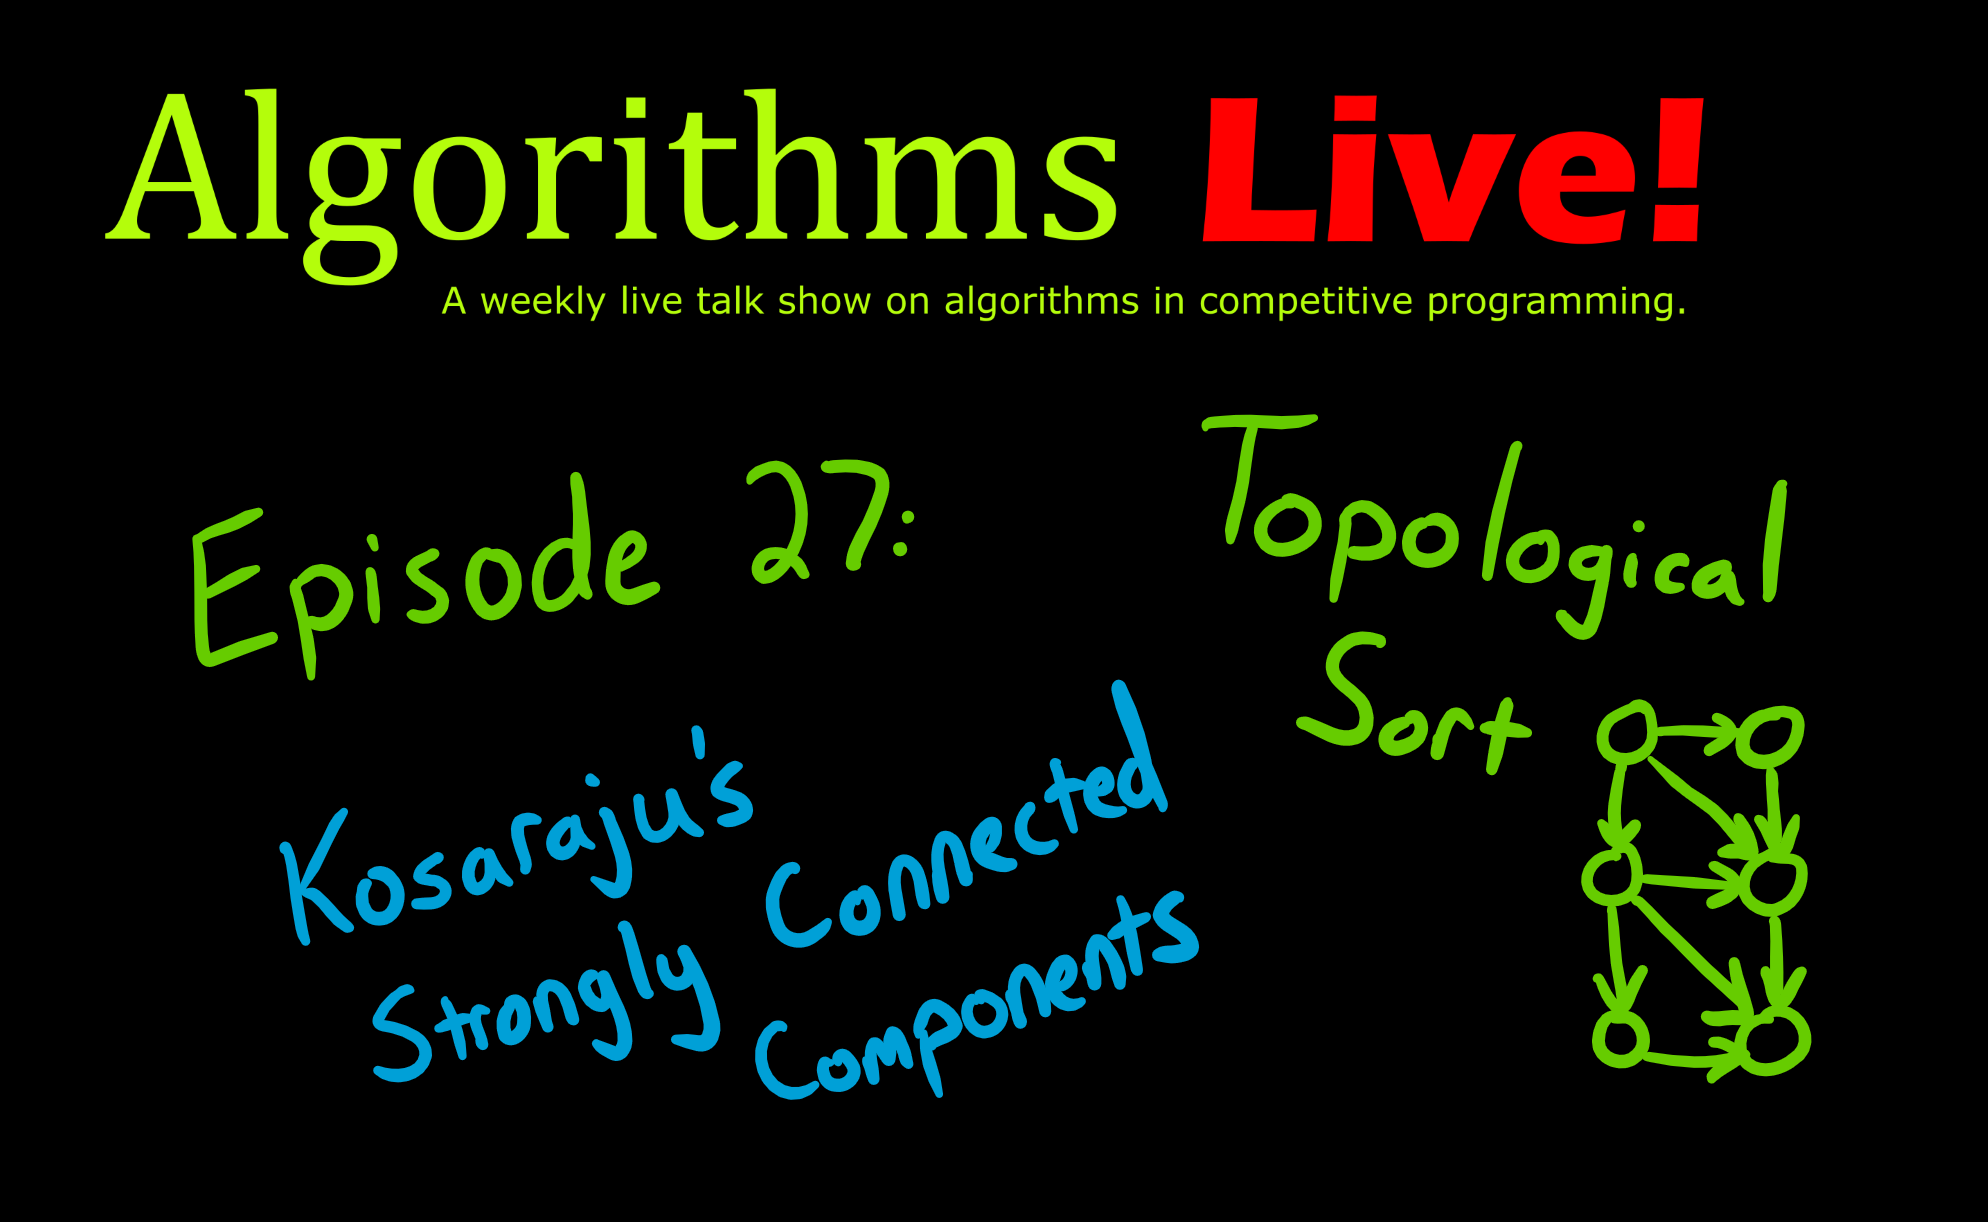 Algorithms Live!
A weekly live talk show on algorithms in competitive programming.
Episode 27:
Topological
Sort
Kosaraju's
Strongly
Connected
Components